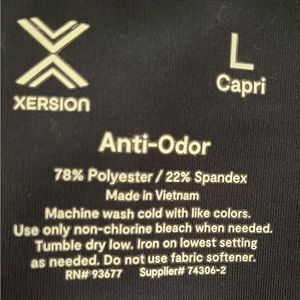 L
XERSION
Capri
Anti-Odor
78% Polyester / 22% Spandex
Made in Vietnam
Machine wash cold with like colors.
Use only non-chlorine bleach when needed.
Tumble dry low. Iron on lowest setting
as needed. Do not use fabric softener.
RN# 93677 Supplier# 74306-2